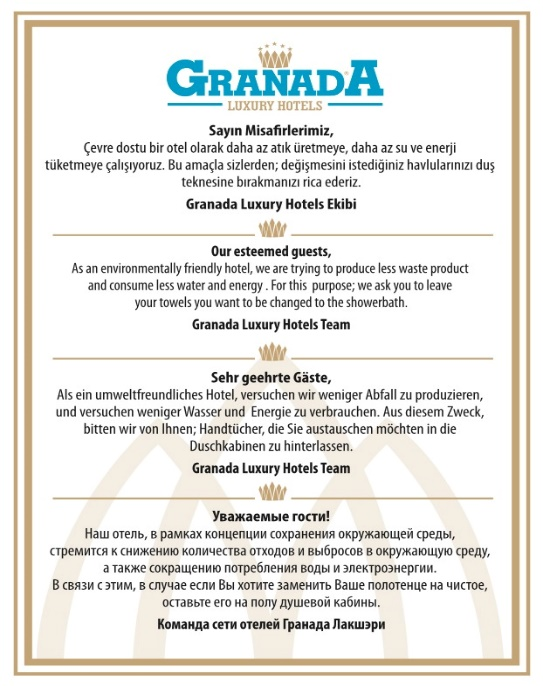 GRANADA
LUXURY HOTELS
Sayın Misafirlerimiz,
Çevre dostu bir otel olarak daha az atık üretmeye, daha az su ve enerji
tüketmeye çalışıyoruz. Bu amaçla sizlerden; değişmesini istediğiniz havlularınızı duş
teknesine bırakmanızı rica ederiz.
Granada Luxury Hotels Ekibi
Our esteemed guests,
As an environmentally friendly hotel, we are trying to produce less waste product
and consume less water and energy . For this purpose; we ask you to leave
your towels you want to be changed to the showerbath.
Granada Luxury Hotels Team
Sehr geehrte Gäste,
Als ein umweltfreundliches Hotel, versuchen wir weniger Abfall zu produzieren,
und versuchen weniger Wasser und Energie zu verbrauchen. Aus diesem Zweck,
bitten wir von Ihnen; Handtücher, die Sie austauschen möchten in die
Duschkabinen zu hinterlassen.
Granada Luxury Hotels Team
Уважаемые гости!
Наш отель, в рамках концепции сохранения окружающей среды,
стремится к снижению количества отходов и выбросов в окружающую среду,
а также сокращению потребления воды и электроэнергии.
В связи с этим, в случае если Вы хотите заменить Ваше полотенце на чистое,
оставьте его на полу душевой кабины.
Команда сети отелей Гранада Лакшэри